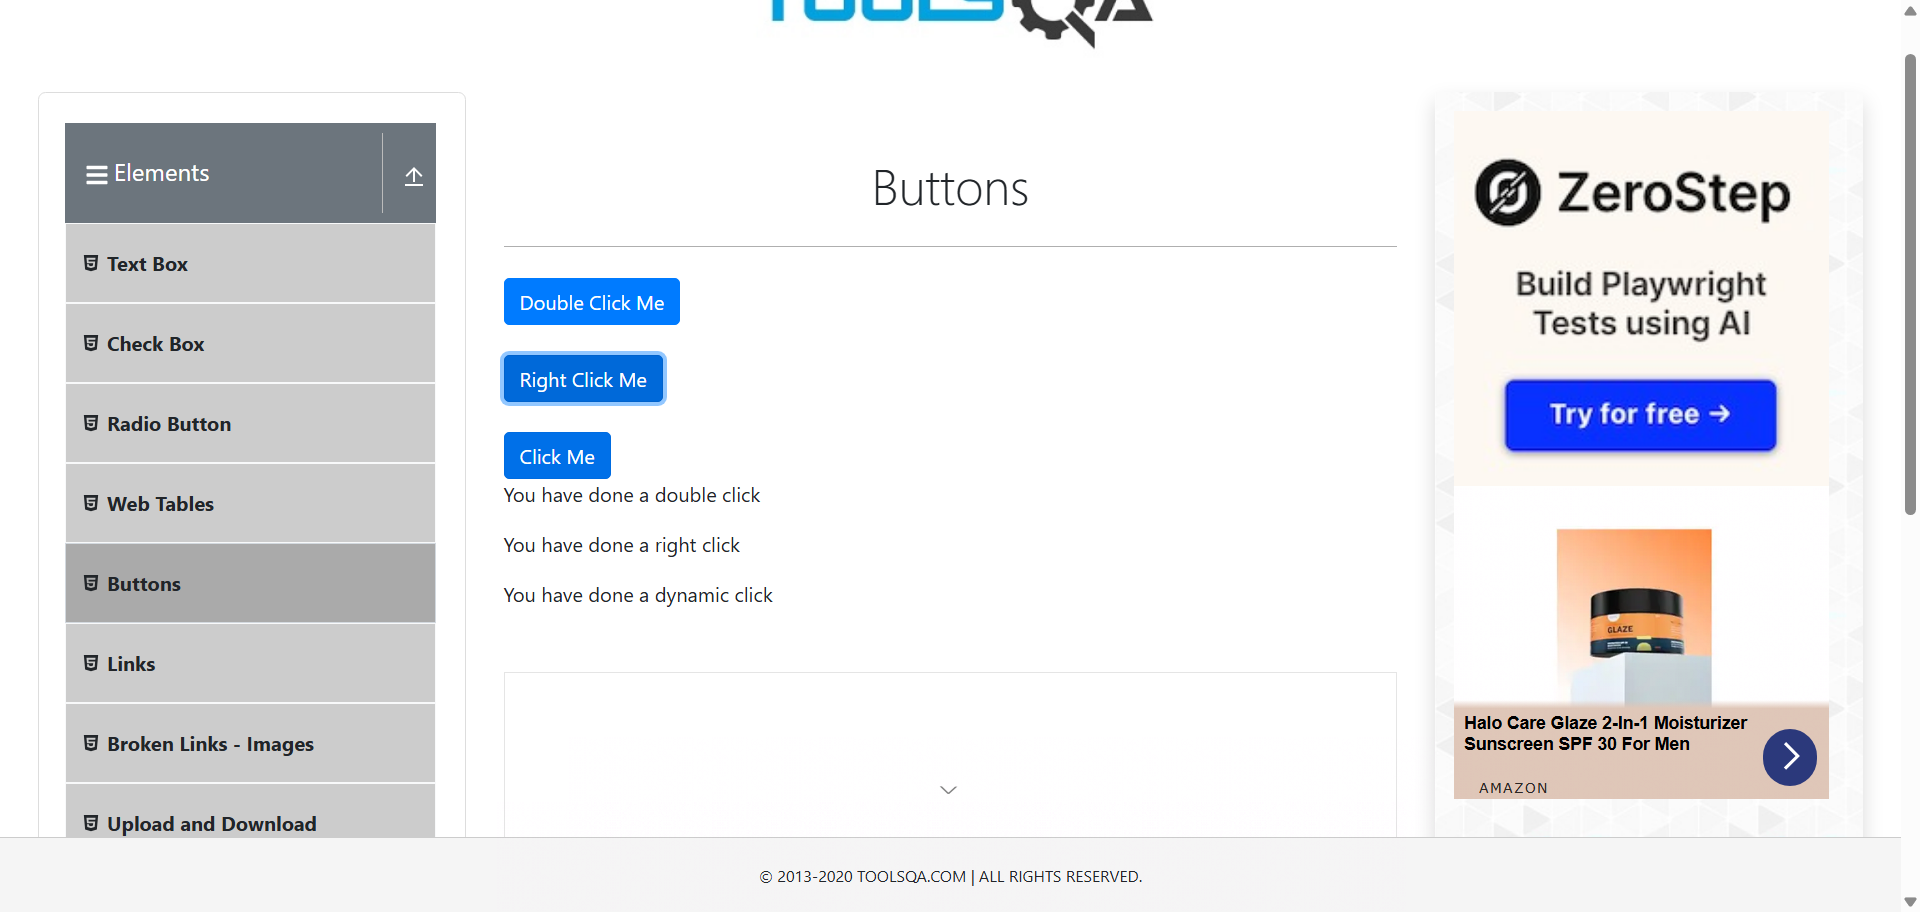 TOOLSQA
Elements
Text Box
Check Box
Radio Button
Web Tables
Buttons
Links
Broken Links - Images
Upload and Download
Buttons
Double Click Me
Right Click Me
Click Me
You have done a double click
You have done a right click
You have done a dynamic click
ZeroStep
Build Playwright
Tests using AI
Try for free →
GLAZE
Halo Care Glaze 2-In-1 Moisturizer
Sunscreen SPF 30 For Men
AMAZON
© 2013-2020 TOOLSQA.COM | ALL RIGHTS RESERVED.